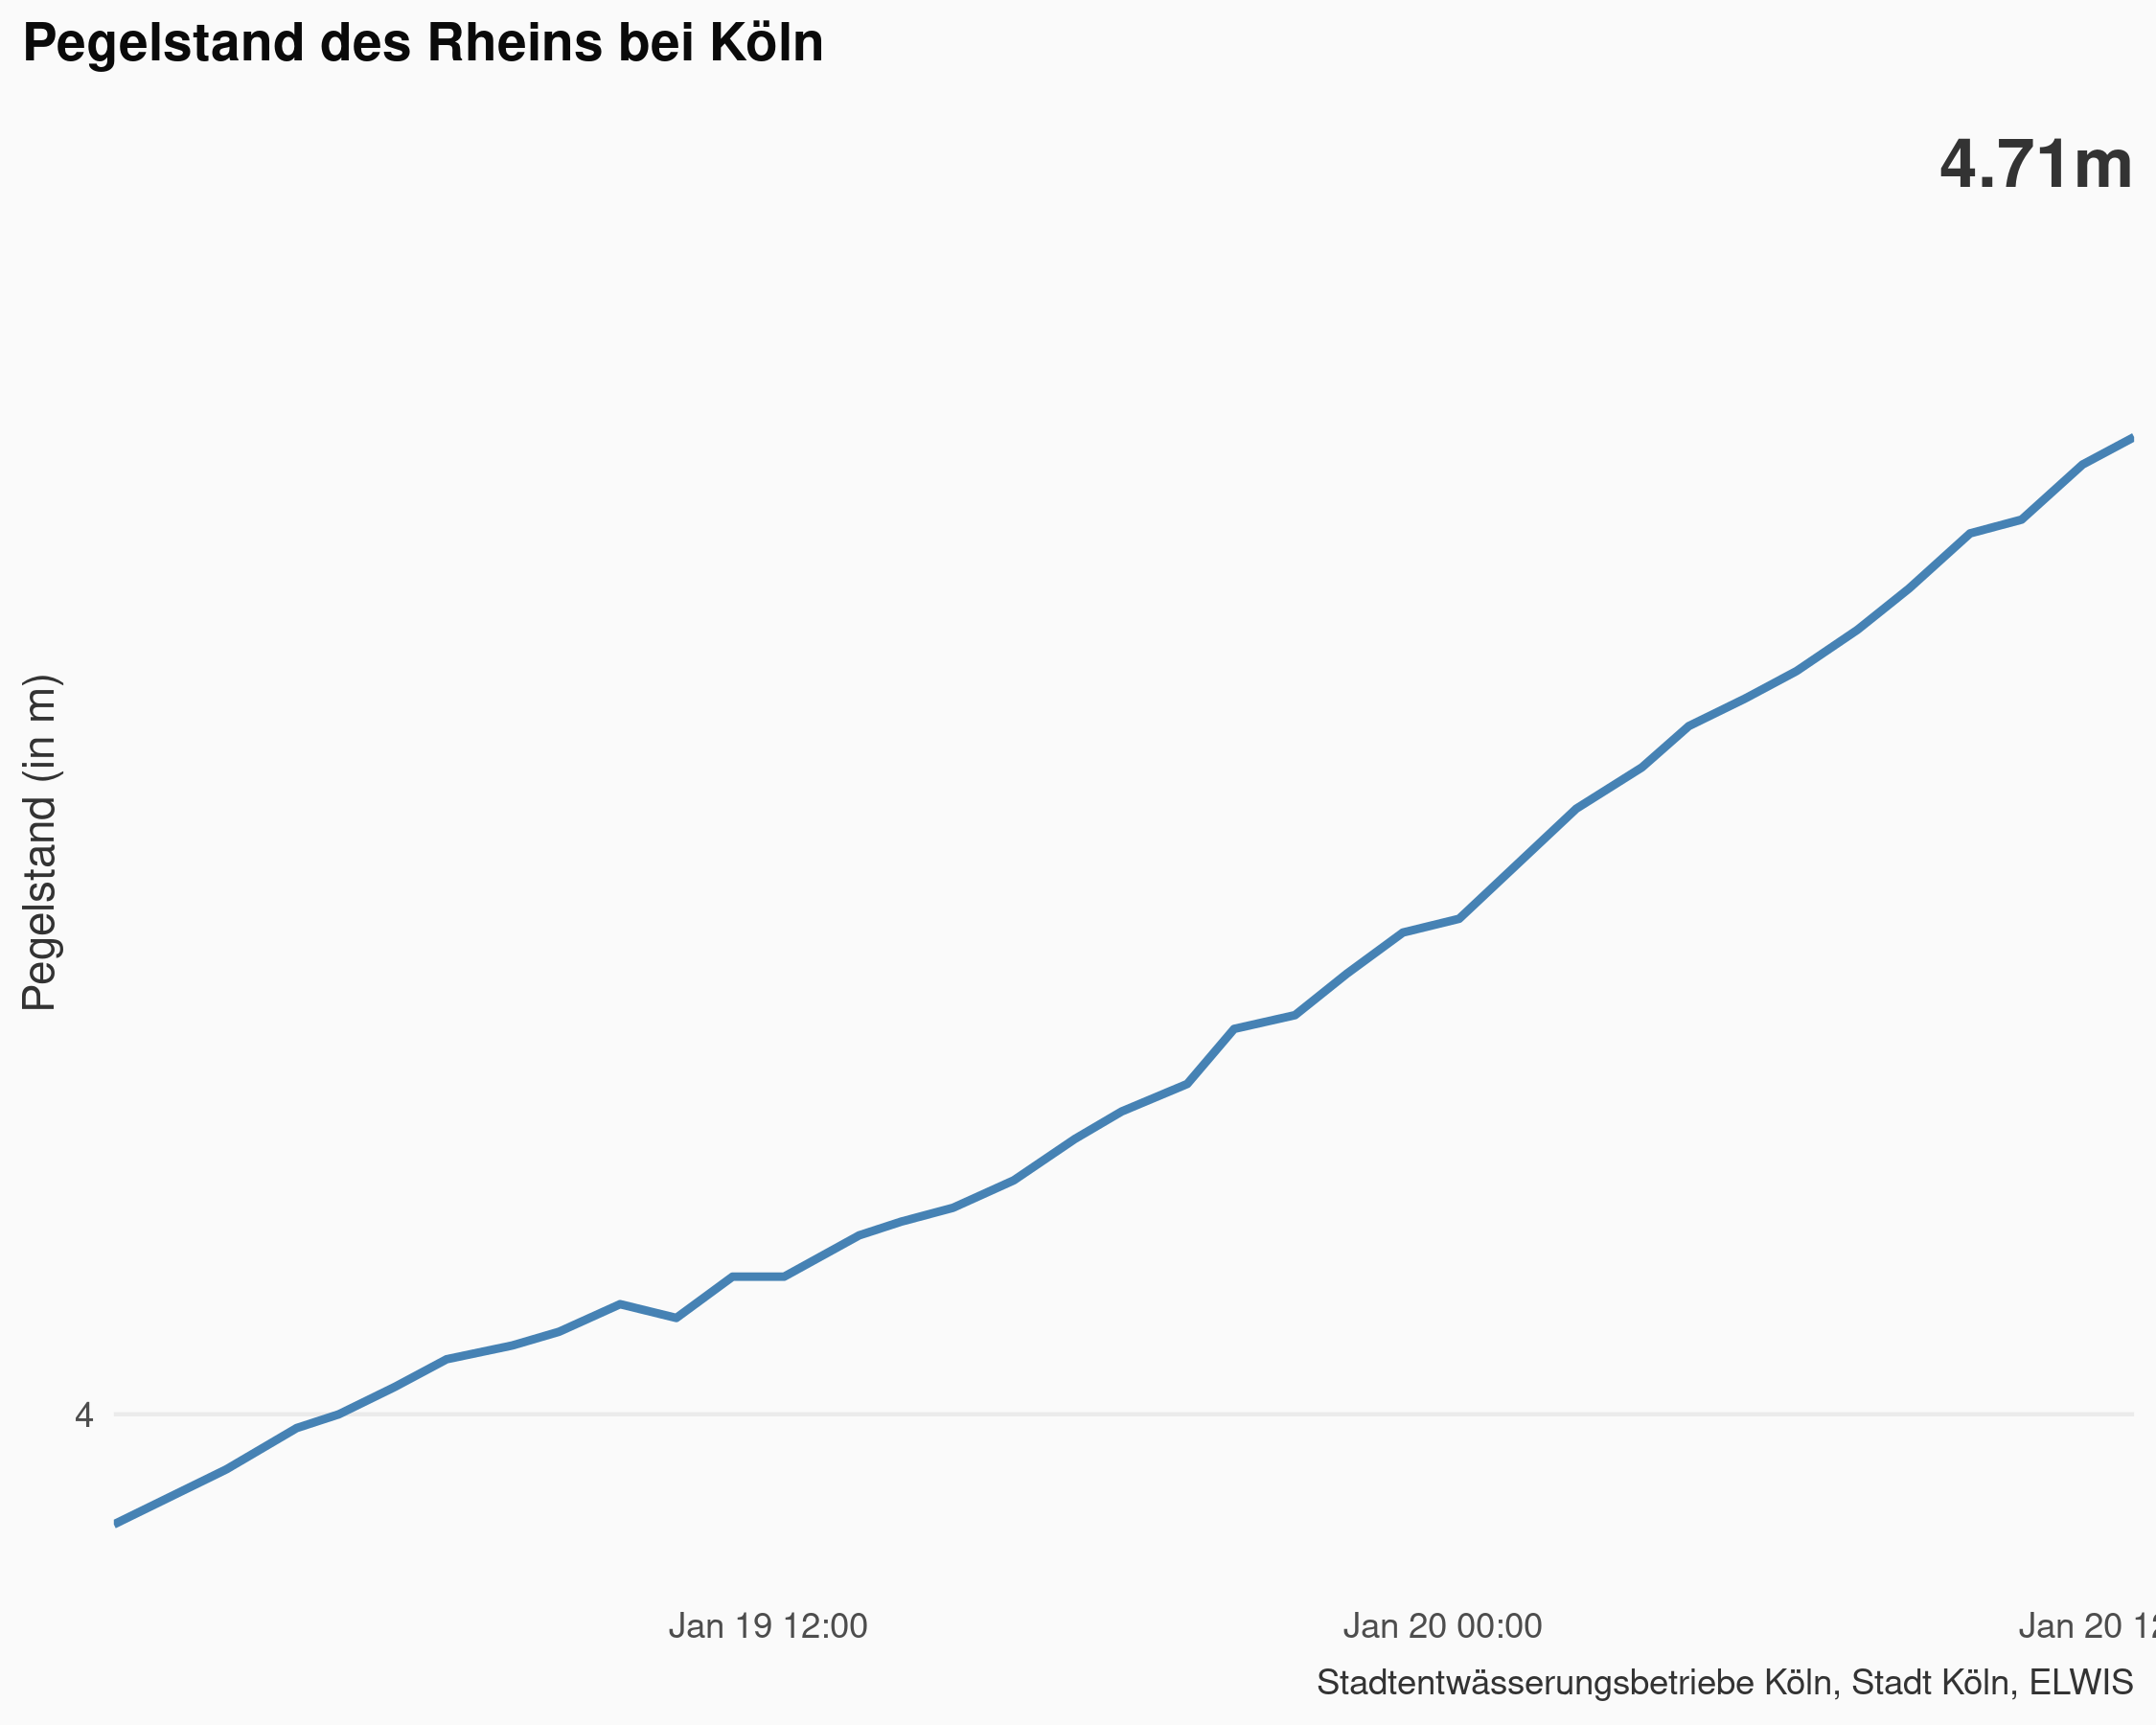 Pegelstand des Rheins bei Köln
4.71m
Pegelstand (in m)
4
Jan 19 12:00
Jan 20 00:00
Jan 20 12
Stadtentwässerungsbetriebe Köln, Stadt Köln, ELWIS